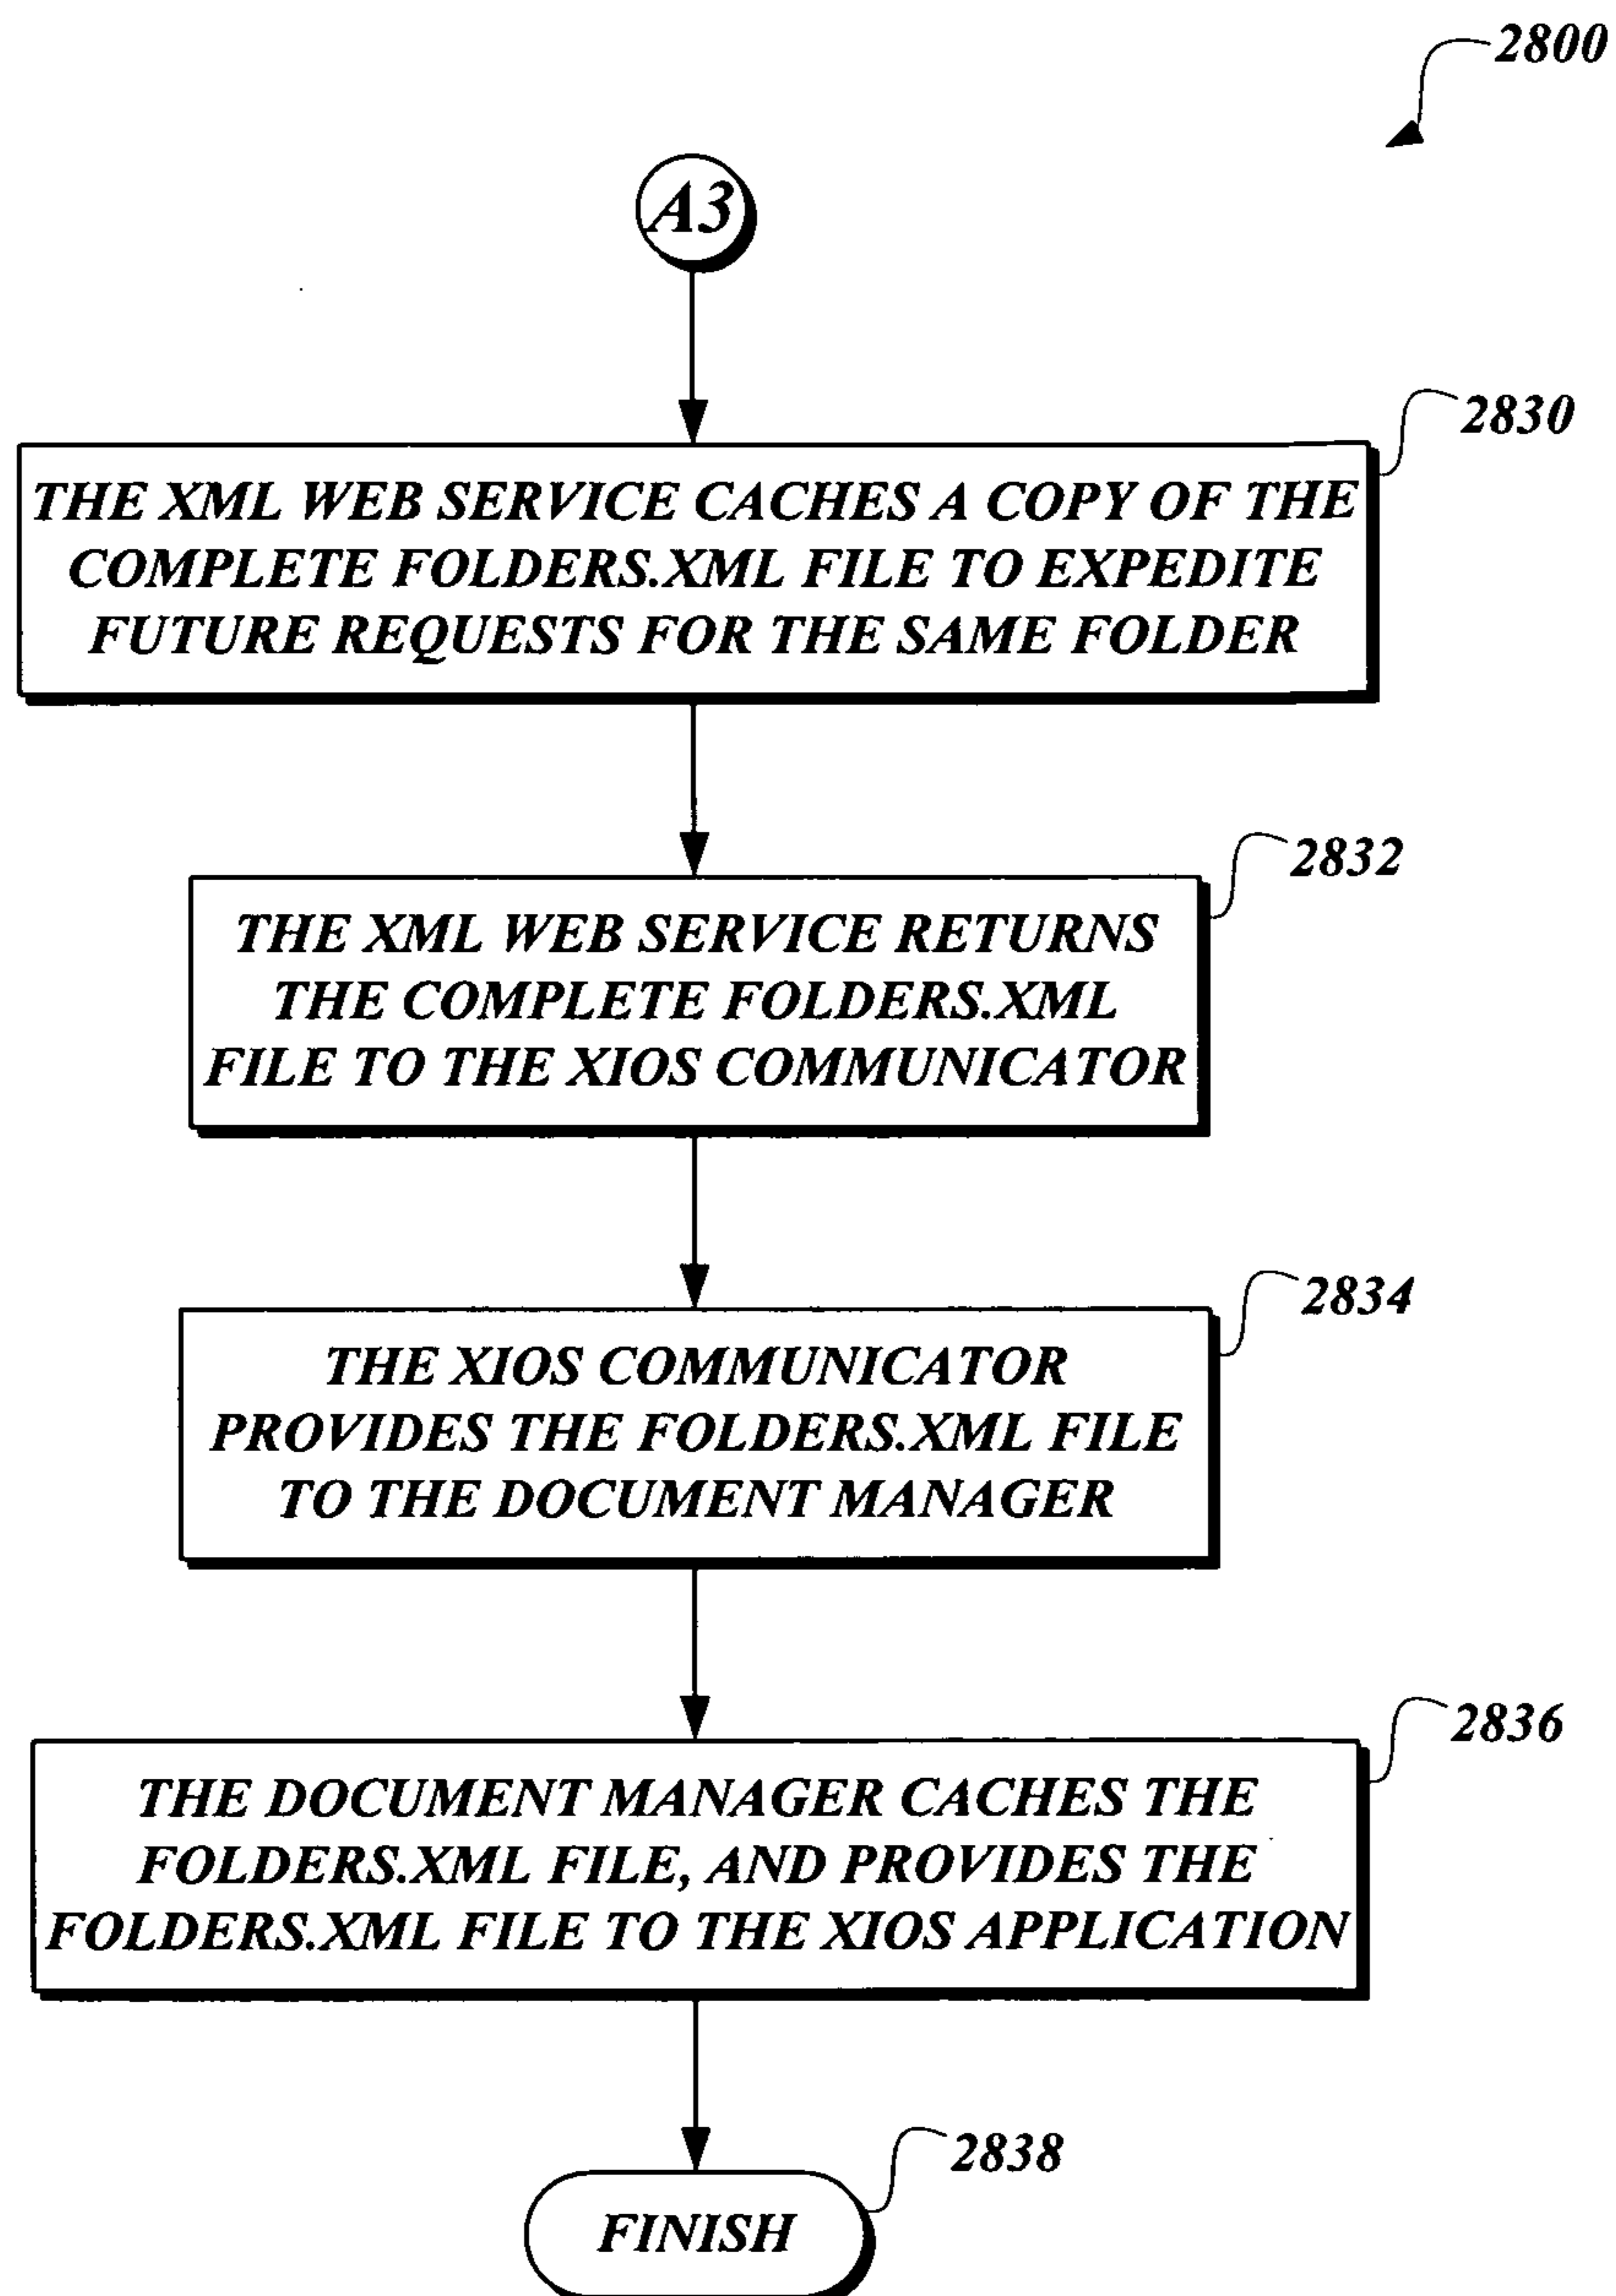 2800
A3
2830
THE XML WEB SERVICE CACHES A COPY OF THE
COMPLETE FOLDERS.XML FILE TO EXPEDITE
FUTURE REQUESTS FOR THE SAME FOLDER
2832
THE XML WEB SERVICE RETURNS
THE COMPLETE FOLDERS.XML
FILE TO THE XIOS COMMUNICATOR
2834
THE XIOS COMMUNICATOR
PROVIDES THE FOLDERS.XML FILE
TO THE DOCUMENT MANAGER
2836
THE DOCUMENT MANAGER CACHES THE
FOLDERS.XML FILE, AND PROVIDES THE
FOLDERS.XML FILE TO THE XIOS APPLICATION
2838
FINISH